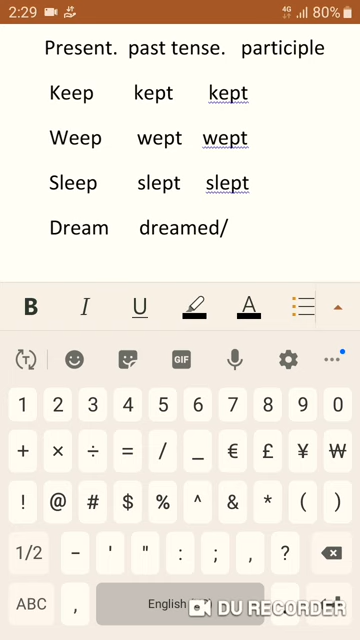 2:29 4G 80%
Present. past tense. participle
Keep kept kept
Weep wept wept
Sleep slept slept
Dream dreamed/
B I U A
T GIF
1 2 3 4 5 6 7 8 9 0
+ × ÷ = / _ € £ ¥ ₩
! @ # $ % ^ & * ( )
1/2 - ' " : ; , ?
ABC , English
DU RECORDER